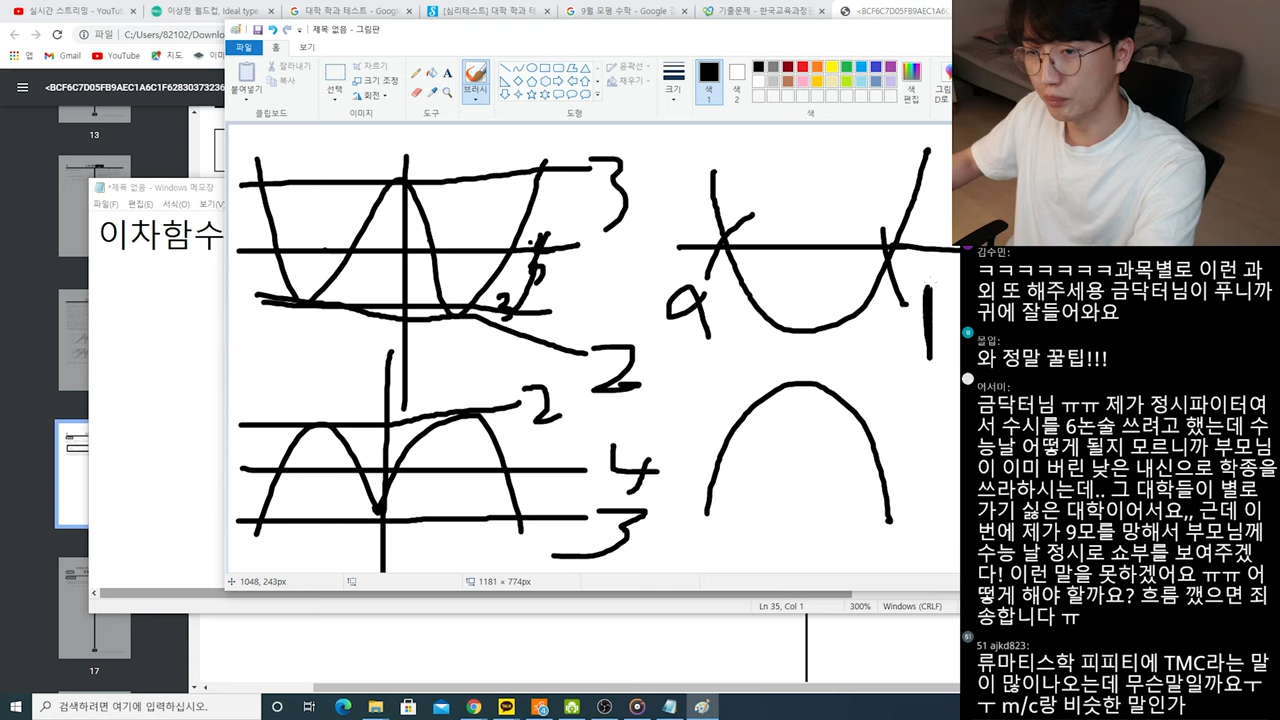 실시간 스트리밍 - YouTub
이상형 월드컵, Ideal type
대학 학과 테스트 - Googl
[심리테스트] 대학 학과 테
9월 모평 수학 - Google
기출문제 - 한국교육과정
<BCF6C7D05FB9AEC1A6C
파일
C:/Users/82102/Downlo
제목 없음 - 그림판
파일
홈
보기
Gmail
YouTube
지도
<BCF6C7D05FB9AEC1A6C1F62830373236
붙여넣기
잘라내기
복사
선택
자르기
크기 조정
회전
브러시
윤곽선
채우기
크기
색 1
색 2
색 편집
클립보드
이미지
도구
도형
색
13
*제목 없음 - Windows 메모장
파일(F) 편집(E) 서식(O) 보기(V)
이차함수
3
2
2
4
3
a
3
5
1048, 243px
1181 × 774px
Ln 35, Col 1
300%
Windows (CRLF)
17
검색하려면 여기에 입력하십시오.
김수민:
ㅋㅋㅋㅋㅋㅋㅋ과목별로 이런 과
외 또 해주세용 금닥터님이 푸니까
귀에 잘들어와요
몰입:
와 정말 꿀팁!!!
어서미:
금닥터님 ㅠㅠ 제가 정시파이터여
서 수시를 6논술 쓰려고 했는데 수
능날 어떻게 될지 모르니까 부모님
이 이미 버린 낮은 내신으로 학종을
쓰라하시는데.. 그 대학들이 별로
가기 싫은 대학이어서요,, 근데 이
번에 제가 9모를 망해서 부모님께
수능 날 정시로 쇼부를 보여주겠
다! 이런 말을 못하겠어요 ㅠㅠ 어
떻게 해야 할까요? 흐름 깼으면 죄
송합니다 ㅠ
51 ajkd823:
류마티스학 피피티에 TMC라는 말
이 많이나오는데 무슨말일까요ㅜ
ㅜ m/c랑 비슷한 말인가